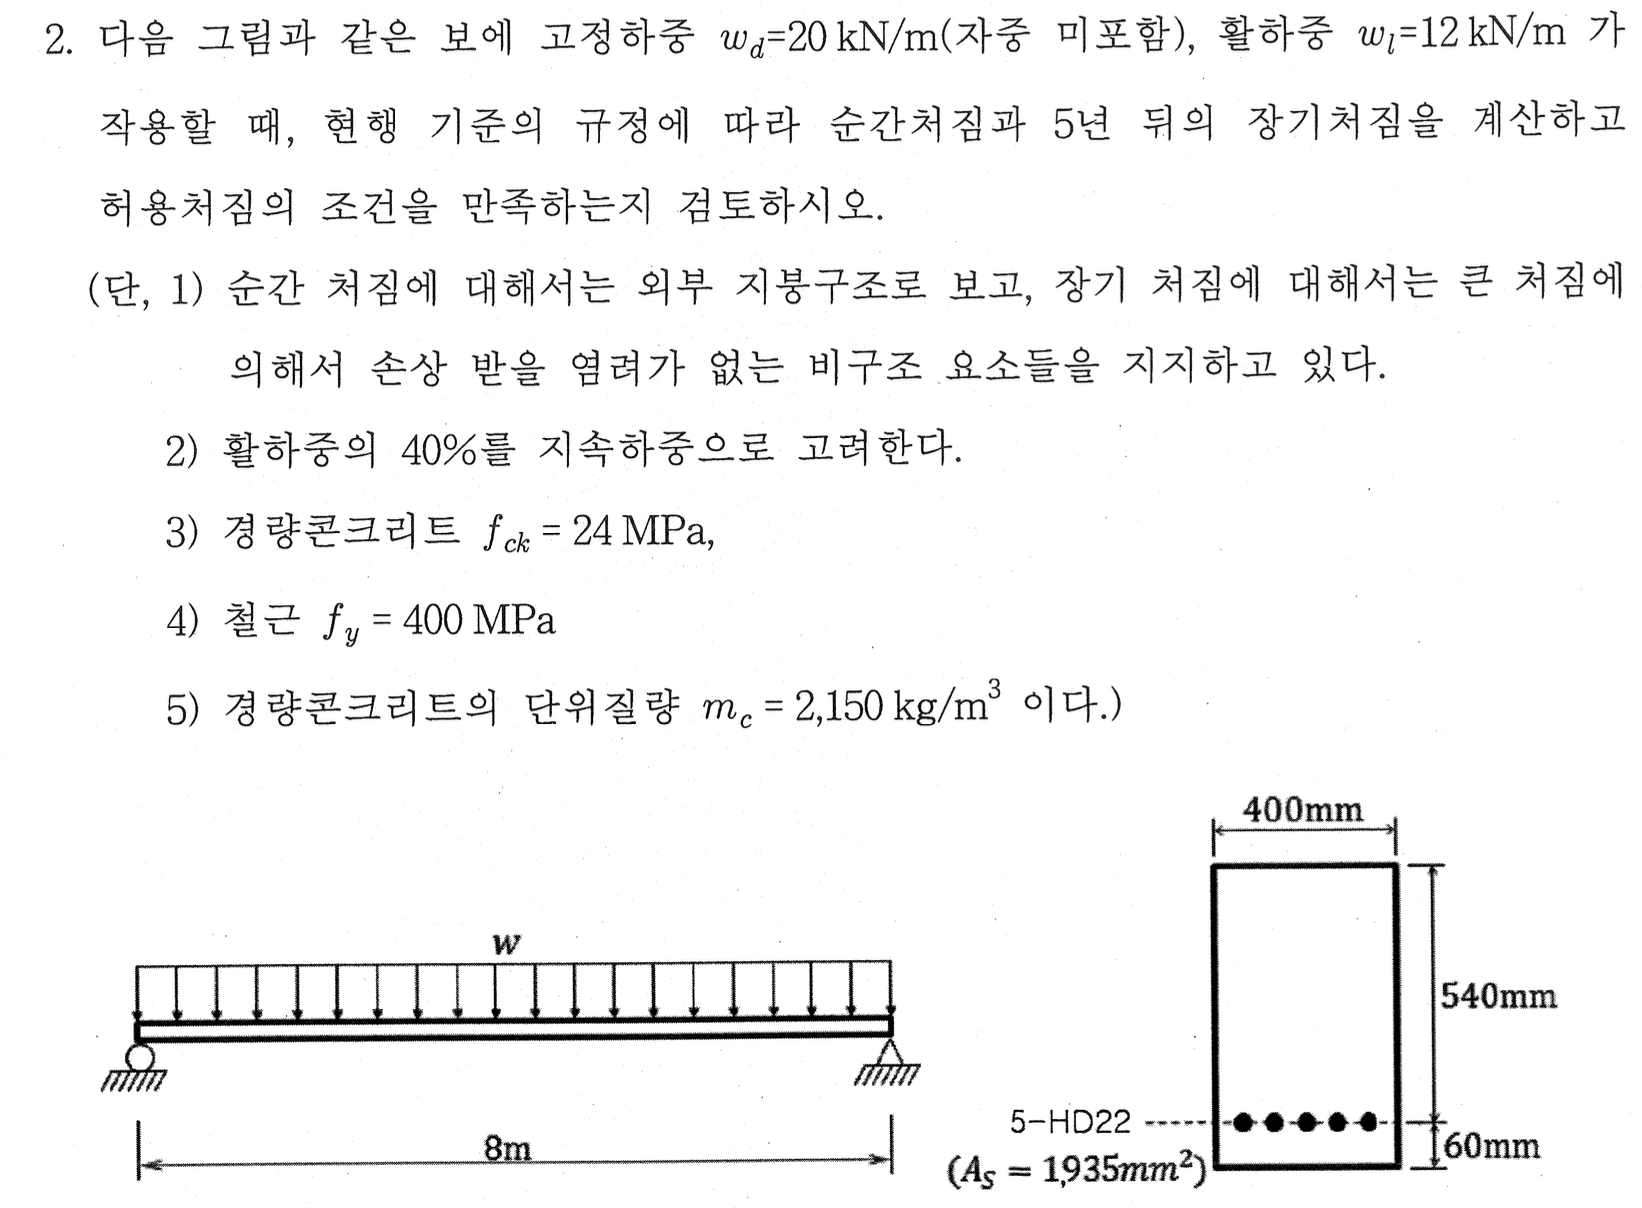 2. 다음 그림과 같은 보에 고정하중 w_d=20 kN/m(자중 미포함), 활하중 w_l=12 kN/m 가
작용할 때, 현행 기준의 규정에 따라 순간처짐과 5년 뒤의 장기처짐을 계산하고
허용처짐의 조건을 만족하는지 검토하시오.
(단, 1) 순간 처짐에 대해서는 외부 지붕구조로 보고, 장기 처짐에 대해서는 큰 처짐에
의해서 손상 받을 염려가 없는 비구조 요소들을 지지하고 있다.
2) 활하중의 40%를 지속하중으로 고려한다.
3) 경량콘크리트 f_ck = 24 MPa,
4) 철근 f_y = 400 MPa
5) 경량콘크리트의 단위질량 m_c = 2,150 kg/m³ 이다.)
400mm
w
540mm
5-HD22
60mm
8m
(A_S = 1,935mm²)